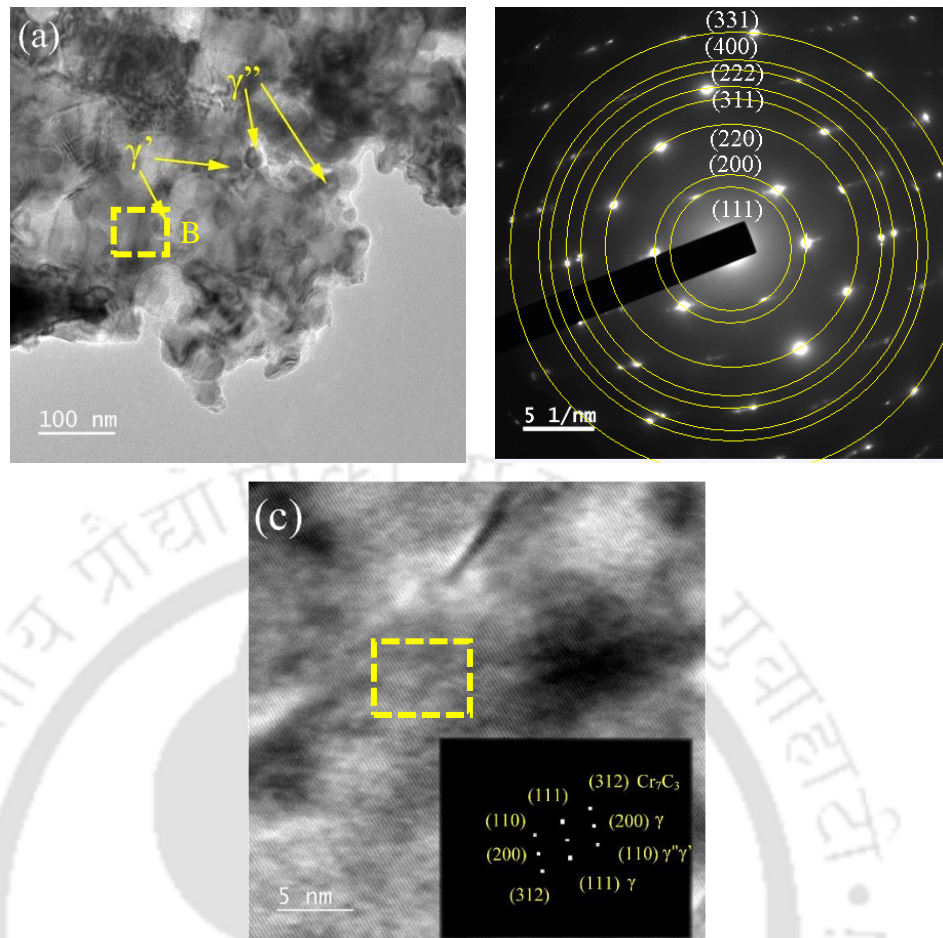 (a)
γ''
γ'
B
100 nm
(331)
(400)
(222)
(311)
(220)
(200)
(111)
5 1/nm
(c)
(312) Cr₇C₃
(111)
(110)
(200) γ
(200)
(110) γ''γ'
(312)
(111) γ
5 nm